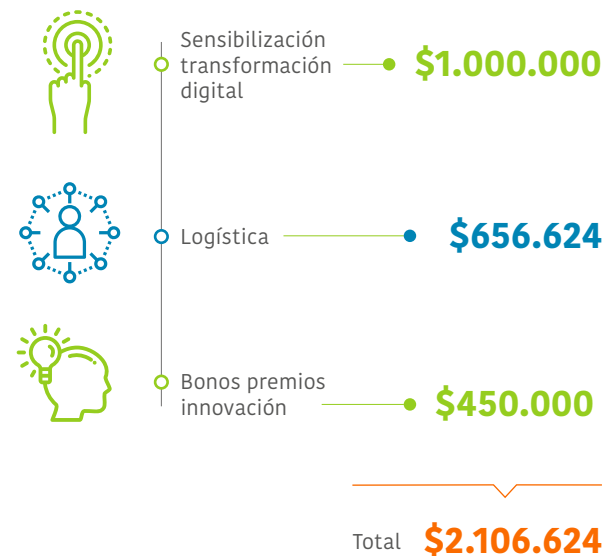 Sensibilización
transformación
digital
$1.000.000
Logística
$656.624
Bonos premios
innovación
$450.000
Total $2.106.624